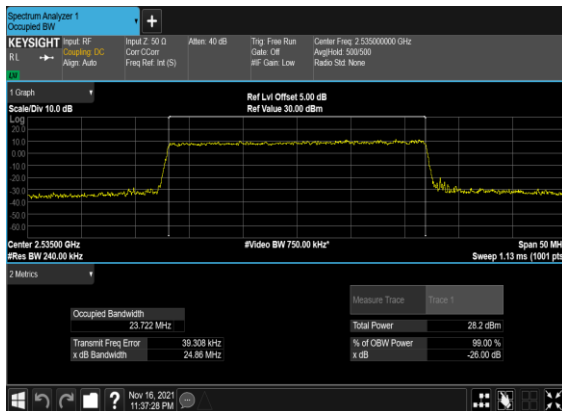 Spectrum Analyzer 1
Occupied BW
+
KEYSIGHT
RL
Input: RF
Coupling: DC
Align: Auto
Input Z: 50 Ω
Corr CCorr
Freq Ref: Int (S)
Atten: 40 dB
Trig: Free Run
Gate: Off
#IF Gain: Low
Center Freq: 2.535000000 GHz
Avg|Hold: 500/500
Radio Std: None
1 Graph
Scale/Div 10.0 dB
Ref Lvl Offset 5.00 dB
Ref Value 30.00 dBm
Log
20.0
10.0
0.00
-10.0
-20.0
-30.0
-40.0
-50.0
-60.0
Center 2.53500 GHz
#Res BW 240.00 kHz
#Video BW 750.00 kHz*
Span 50 MH
Sweep 1.13 ms (1001 pts
2 Metrics
Measure Trace Trace 1
Occupied Bandwidth
23.722 MHz
Total Power 28.2 dBm
Transmit Freq Error 39.308 kHz
% of OBW Power 99.00 %
x dB Bandwidth 24.86 MHz
x dB -26.00 dB
?
Nov 16, 2021
11:37:28 PM